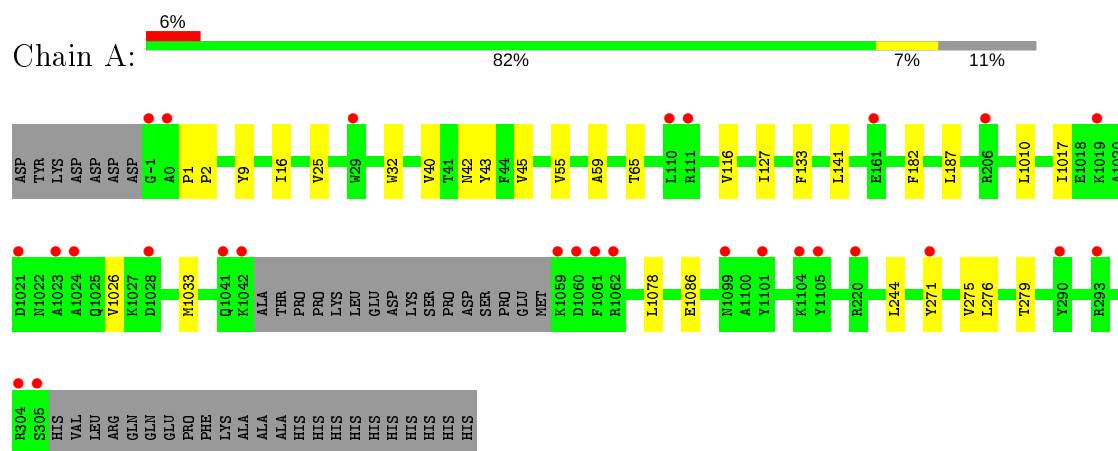 6%
Chain A:
82% 7% 11%
ASP TYR LYS ASP ASP ASP ASP G-1 A0 P1 P2 Y9 I16 V25 W29 W32 V40 T41 N42 Y43 F44 V45 V55 A59 T65 L110 R111 V116 I127 F133 L141 E161 F182 L187 R206 L1010 I1017 E1018 K1019 A1020
D1021 N1022 A1023 A1024 Q1025 V1026 K1027 D1028 M1033 Q1041 K1042 ALA THR PRO PRO LYS LEU GLU ASP LYS SER PRO ASP SER PRO GLU MET K1059 D1060 F1061 R1062 L1078 E1086 N1099 A1100 Y1101 K1104 Y1105 R220 L244 Y271 V275 L276 T279 Y290 R293
R304 S305 HIS VAL LEU ARG GLN GLN GLU PRO PHE LYS ALA ALA ALA HIS HIS HIS HIS HIS HIS HIS HIS HIS HIS